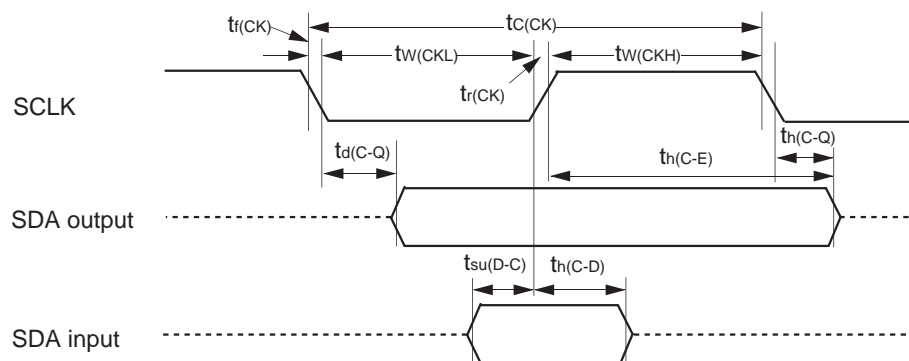 tf(CK)
tC(CK)
tW(CKL)
tW(CKH)
tr(CK)
SCLK
td(C-Q)
th(C-E)
th(C-Q)
SDA output
tsu(D-C)
th(C-D)
SDA input